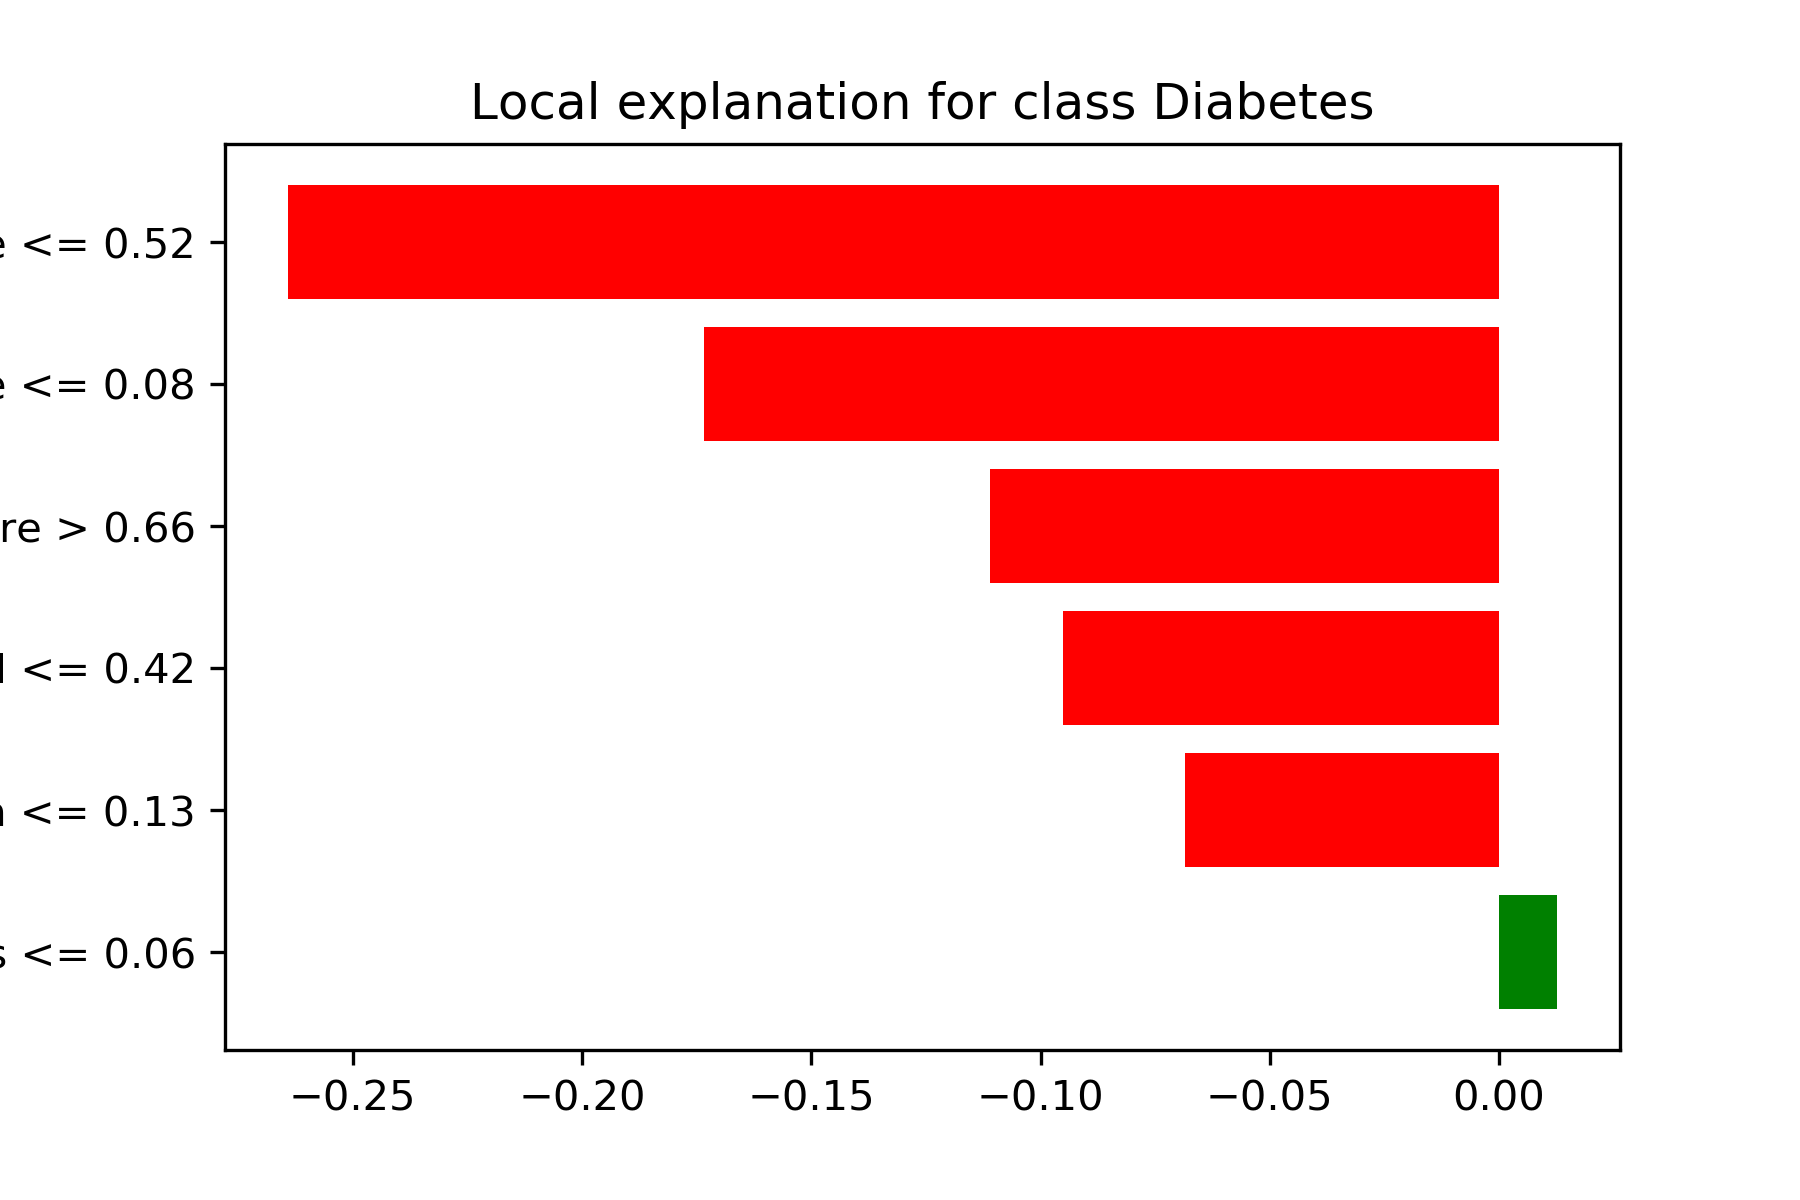 Local explanation for class Diabetes
e <= 0.52
e <= 0.08
re > 0.66
l <= 0.42
n <= 0.13
s <= 0.06
−0.25 −0.20 −0.15 −0.10 −0.05 0.00